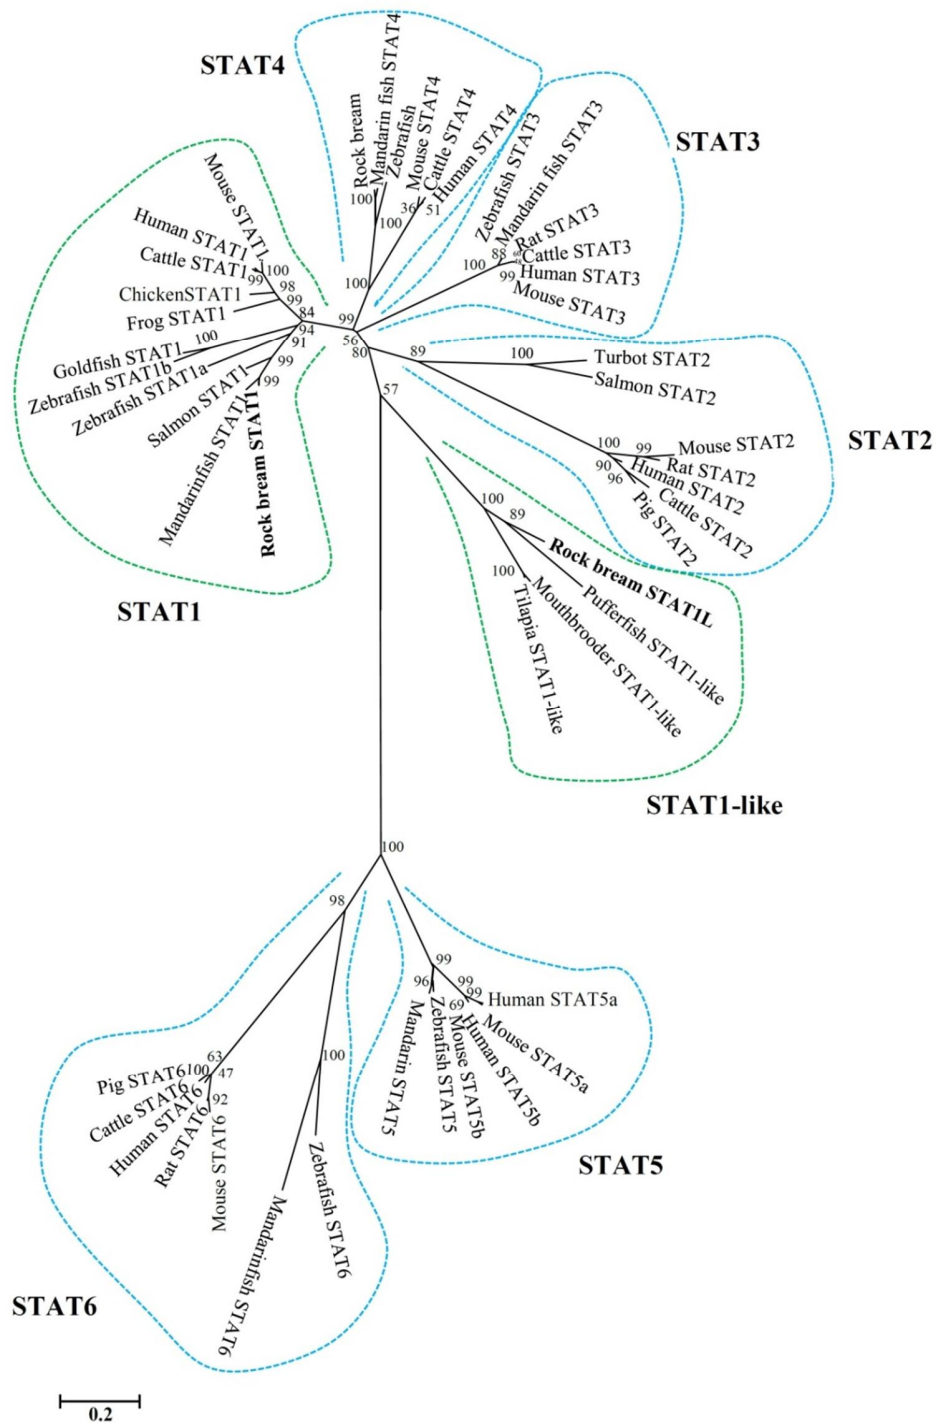 STAT4
Rock bream
Mandarin fish STAT4
Zebrafish
Mouse STAT4
Cattle STAT4
Human STAT4
100
100
36
51
100
STAT3
Zebrafish STAT3
Mandarin fish STAT3
Rat STAT3
Cattle STAT3
Human STAT3
Mouse STAT3
88
100
99
Mouse STAT1
Human STAT1
Cattle STAT1
ChickenSTAT1
Frog STAT1
Goldfish STAT1
Zebrafish STAT1b
Zebrafish STAT1a
Salmon STAT1
Mandarinfish STAT1
Rock bream STAT1
100
99
98
99
84
94
91
100
99
99
STAT1
99
56
80
57
89
100
Turbot STAT2
Salmon STAT2
100
99
90
96
Mouse STAT2
Rat STAT2
Human STAT2
Cattle STAT2
Pig STAT2
STAT2
100
89
100
Rock bream STAT1L
Pufferfish STAT1-like
Mouthbrooder STAT1-like
Tilapia STAT1-like
STAT1-like
100
98
99
96
99
99
69
Human STAT5a
Mouse STAT5a
Human STAT5b
Mouse STAT5b
Zebrafish STAT5
Mandarin STAT5
STAT5
63
100
47
92
100
Pig STAT6
Cattle STAT6
Human STAT6
Rat STAT6
Mouse STAT6
Mandarinfish STAT6
Zebrafish STAT6
STAT6
0.2